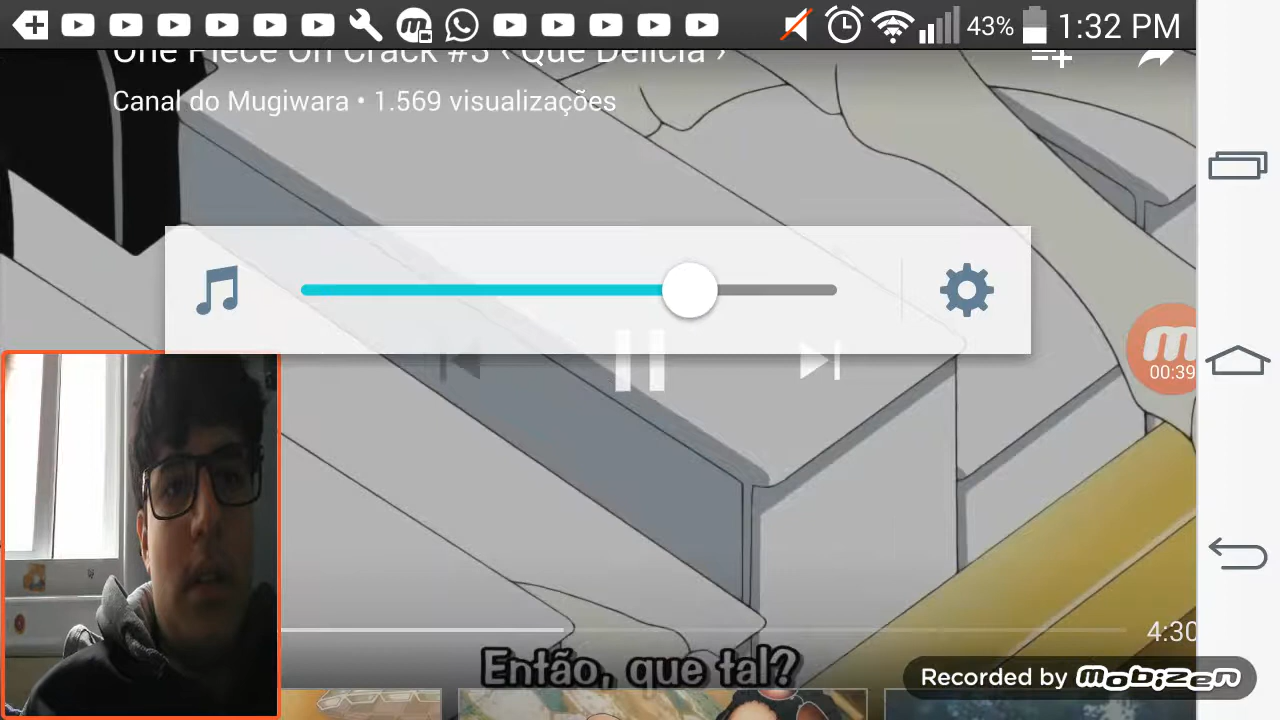 43% 1:32 PM
One Piece On Crack #3 ‹ Que Delícia ›
Canal do Mugiwara • 1.569 visualizações
00:39
4:30
Então, que tal?
Recorded by mobizen